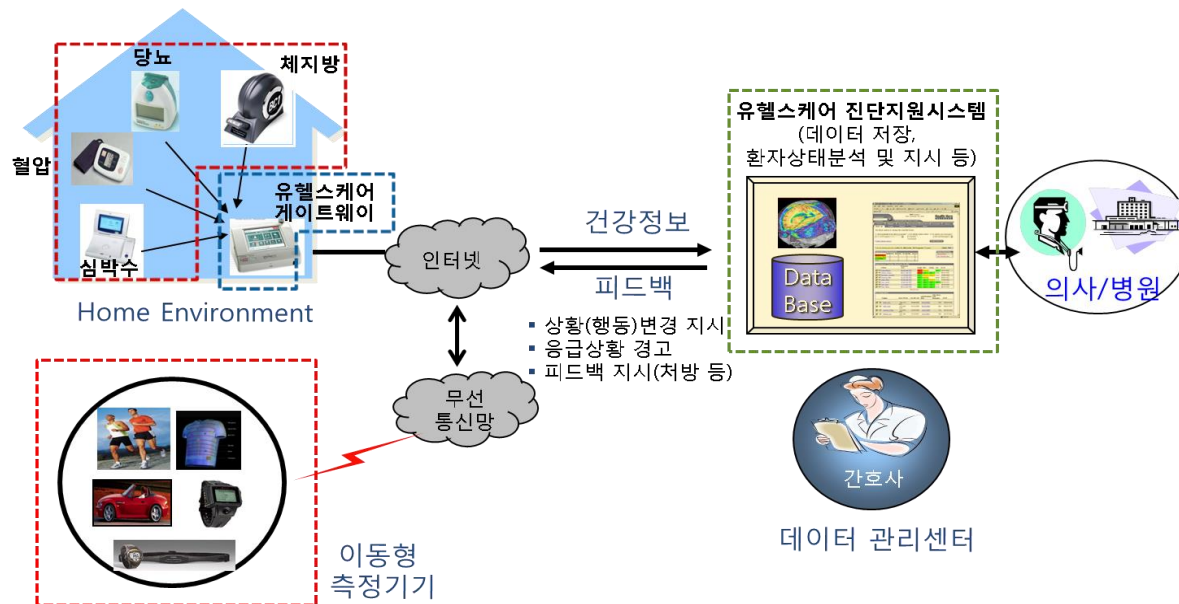 당뇨
체지방
BC1
혈압
유헬스케어
게이트웨이
심박수
Home Environment
인터넷
건강정보
피드백
▪ 상황(행동)변경 지시
▪ 응급상황 경고
▪ 피드백 지시(처방 등)
무선
통신망
이동형
측정기기
유헬스케어 진단지원시스템
(데이터 저장,
환자상태분석 및 지시 등)
Data
Base
의사/병원
간호사
데이터 관리센터